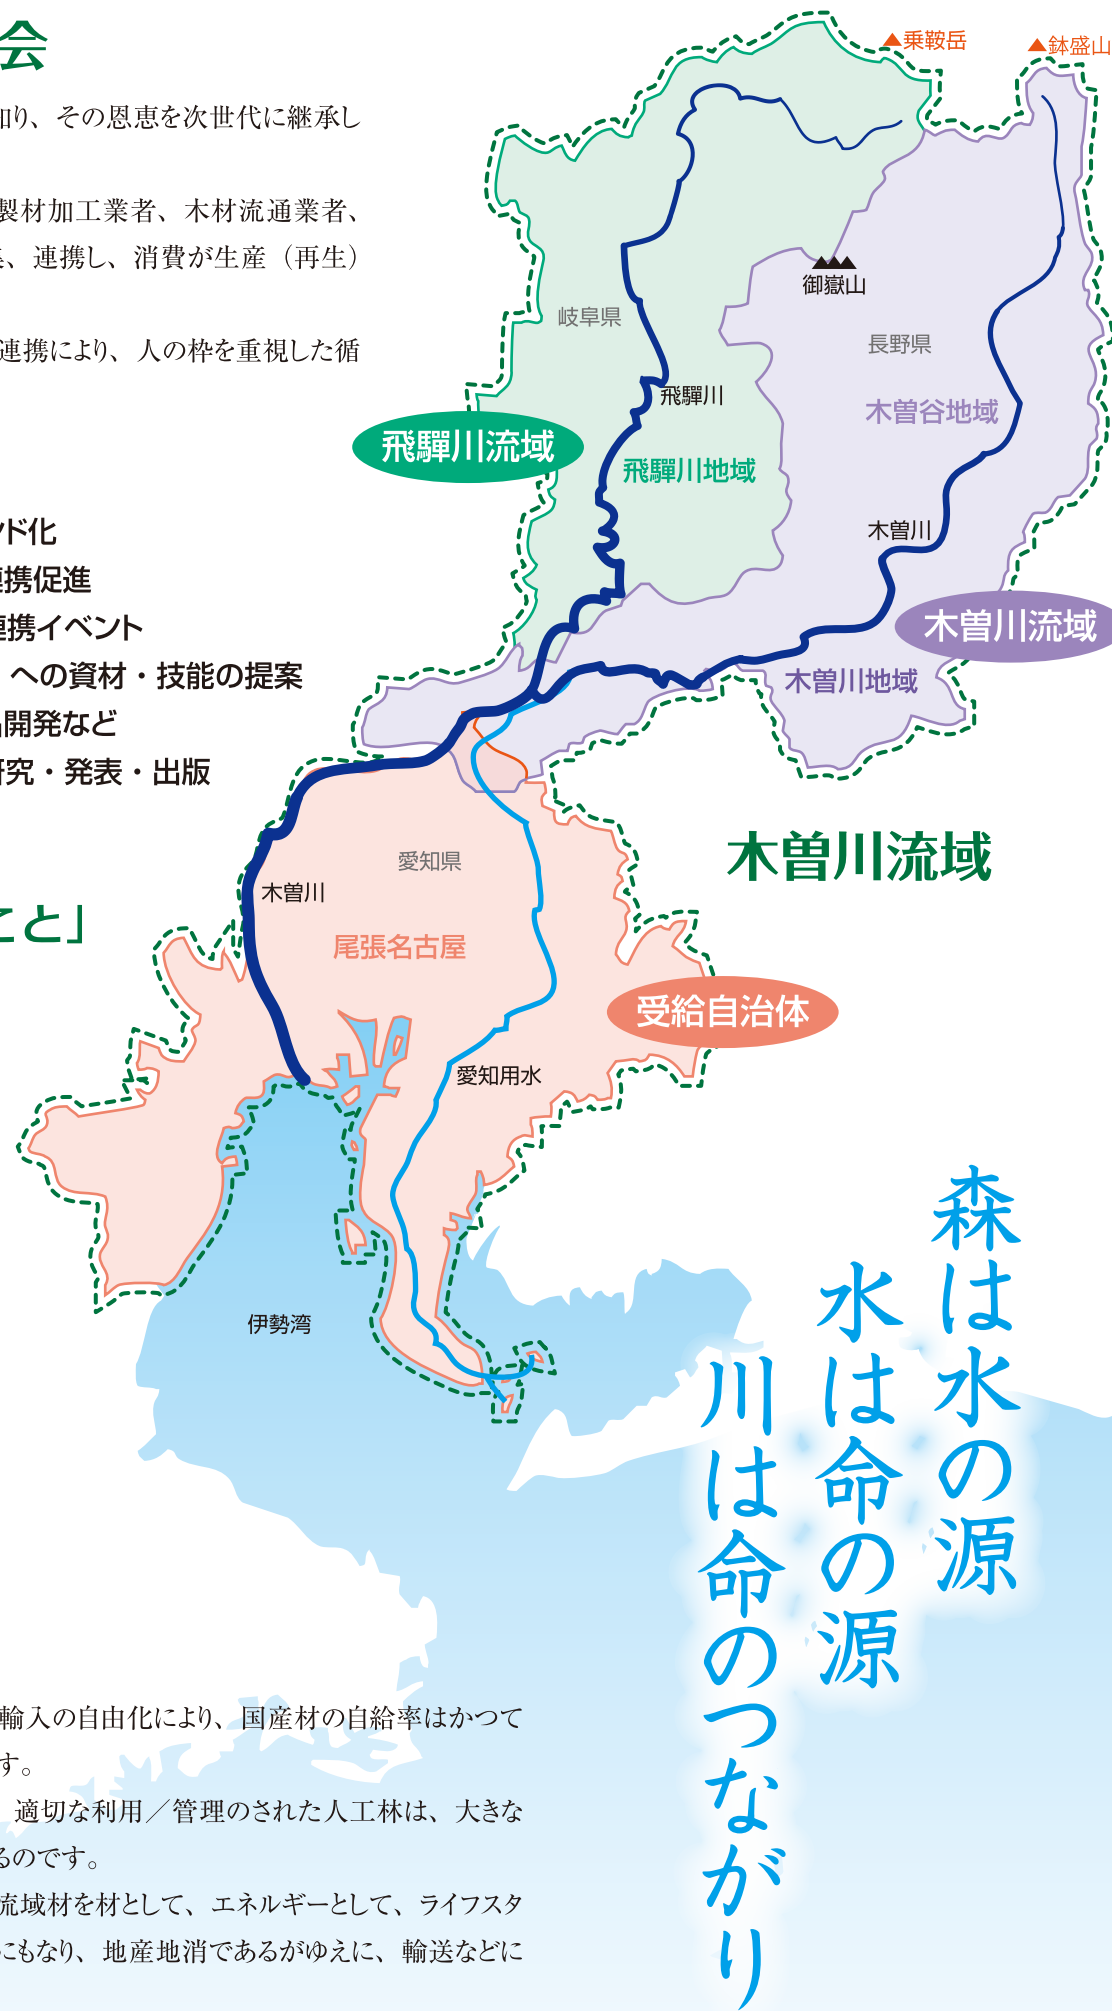 会
知り、その恩恵を次世代に継承し
製材加工業者、木材流通業者、
、連携し、消費が生産（再生）
連携により、人の枠を重視した循
ンド化
連携促進
連携イベント
への資材・技能の提案
開発など
研究・発表・出版
こと」
乗鞍岳
鉢盛山
御嶽山
岐阜県
長野県
飛驒川
木曽谷地域
飛驒川流域
飛驒川地域
木曽川
木曽川流域
木曽川地域
木曽川流域
愛知県
木曽川
尾張名古屋
受給自治体
愛知用水
伊勢湾
森は水の源
水は命の源
川は命のつながり
輸入の自由化により、国産材の自給率はかつて
す。
適切な利用／管理のされた人工林は、大きな
るのです。
流域材を材として、エネルギーとして、ライフスタ
にもなり、地産地消であるがゆえに、輸送などに